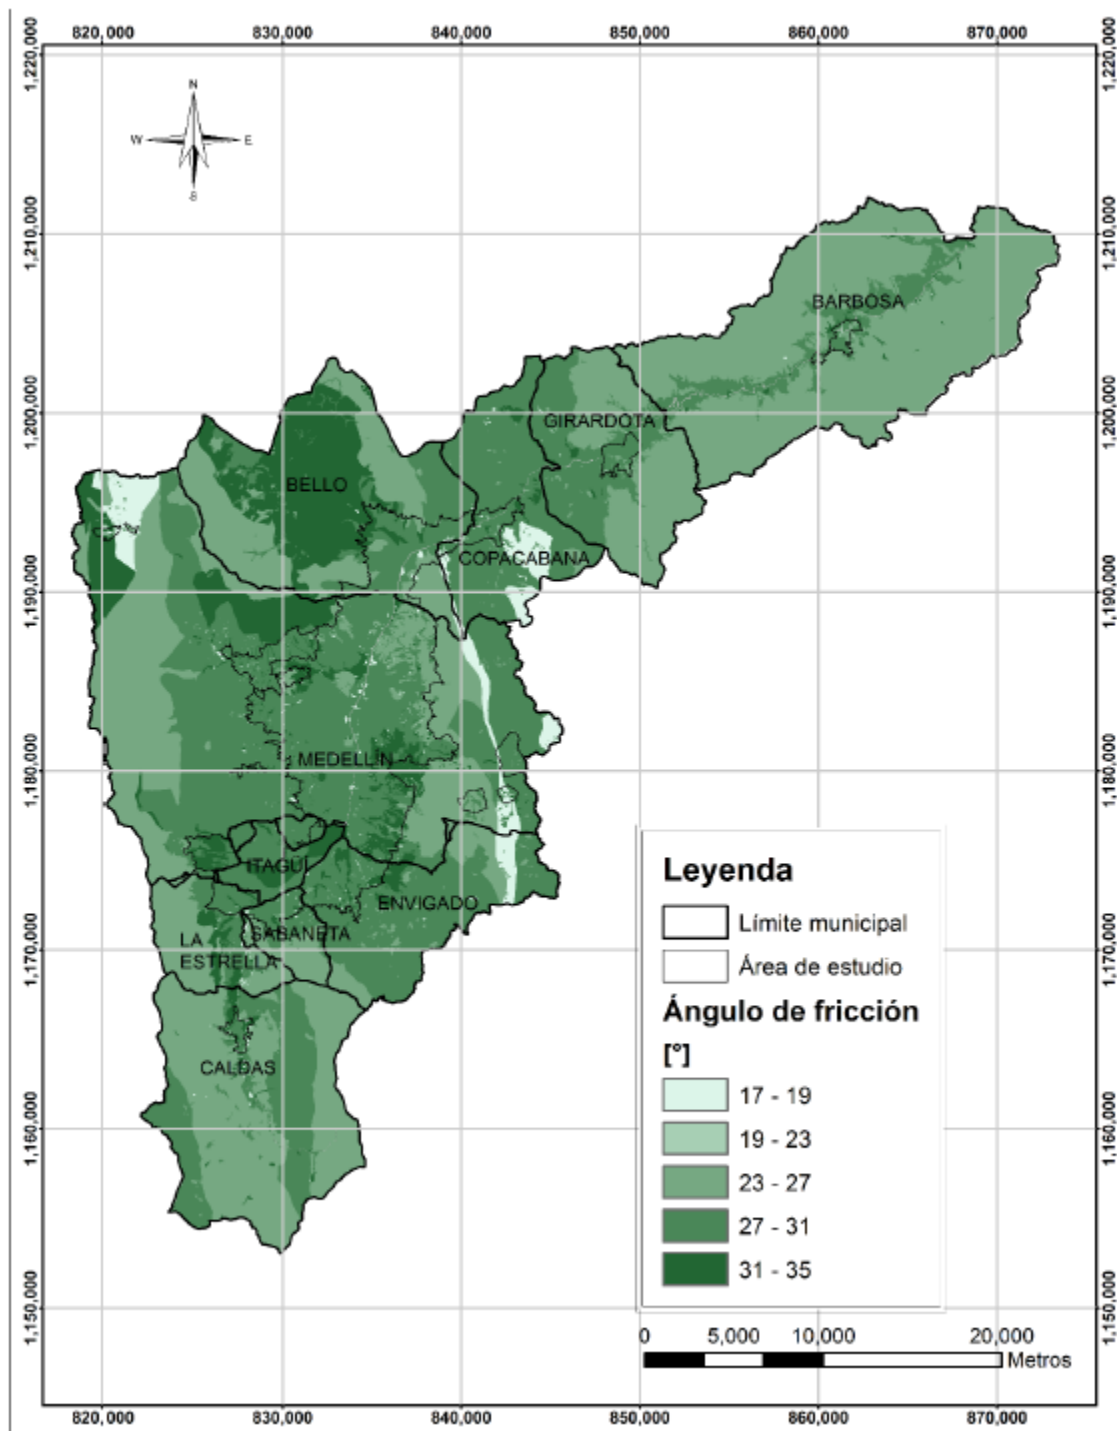 820,000 830,000 840,000 850,000 860,000 870,000
1,220,000 1,220,000
N
W E
S
1,210,000 1,210,000
BARBOSA
1,200,000 1,200,000
GIRARDOTA
BELLO
COPACABANA
1,190,000 1,190,000
MEDELLÍN
1,180,000 1,180,000
ITAGÜÍ
ENVIGADO
SABANETA
LA
ESTRELLA
1,170,000 1,170,000
CALDAS
1,160,000 1,160,000
1,150,000 1,150,000
Leyenda
Límite municipal
Área de estudio
Ángulo de fricción
[°]
17 - 19
19 - 23
23 - 27
27 - 31
31 - 35
0 5,000 10,000 20,000
Metros
820,000 830,000 840,000 850,000 860,000 870,000